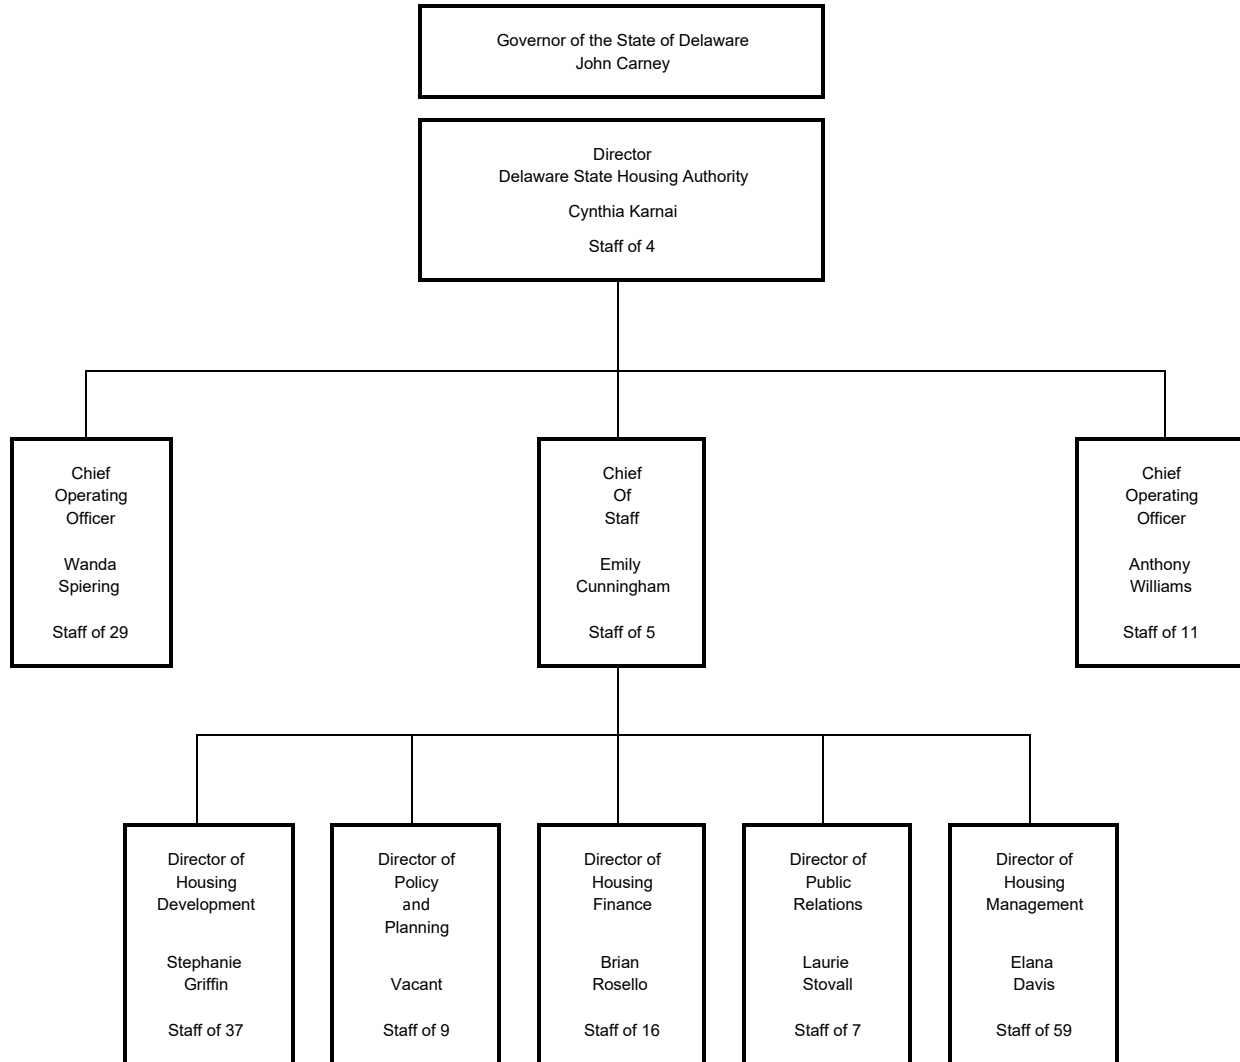 Governor of the State of Delaware
John Carney
Director
Delaware State Housing Authority
Cynthia Karnai
Staff of 4
Chief
Operating
Officer
Wanda
Spiering
Staff of 29
Chief
Of
Staff
Emily
Cunningham
Staff of 5
Chief
Operating
Officer
Anthony
Williams
Staff of 11
Director of
Housing
Development
Stephanie
Griffin
Staff of 37
Director of
Policy
and
Planning
Vacant
Staff of 9
Director of
Housing
Finance
Brian
Rosello
Staff of 16
Director of
Public
Relations
Laurie
Stovall
Staff of 7
Director of
Housing
Management
Elana
Davis
Staff of 59